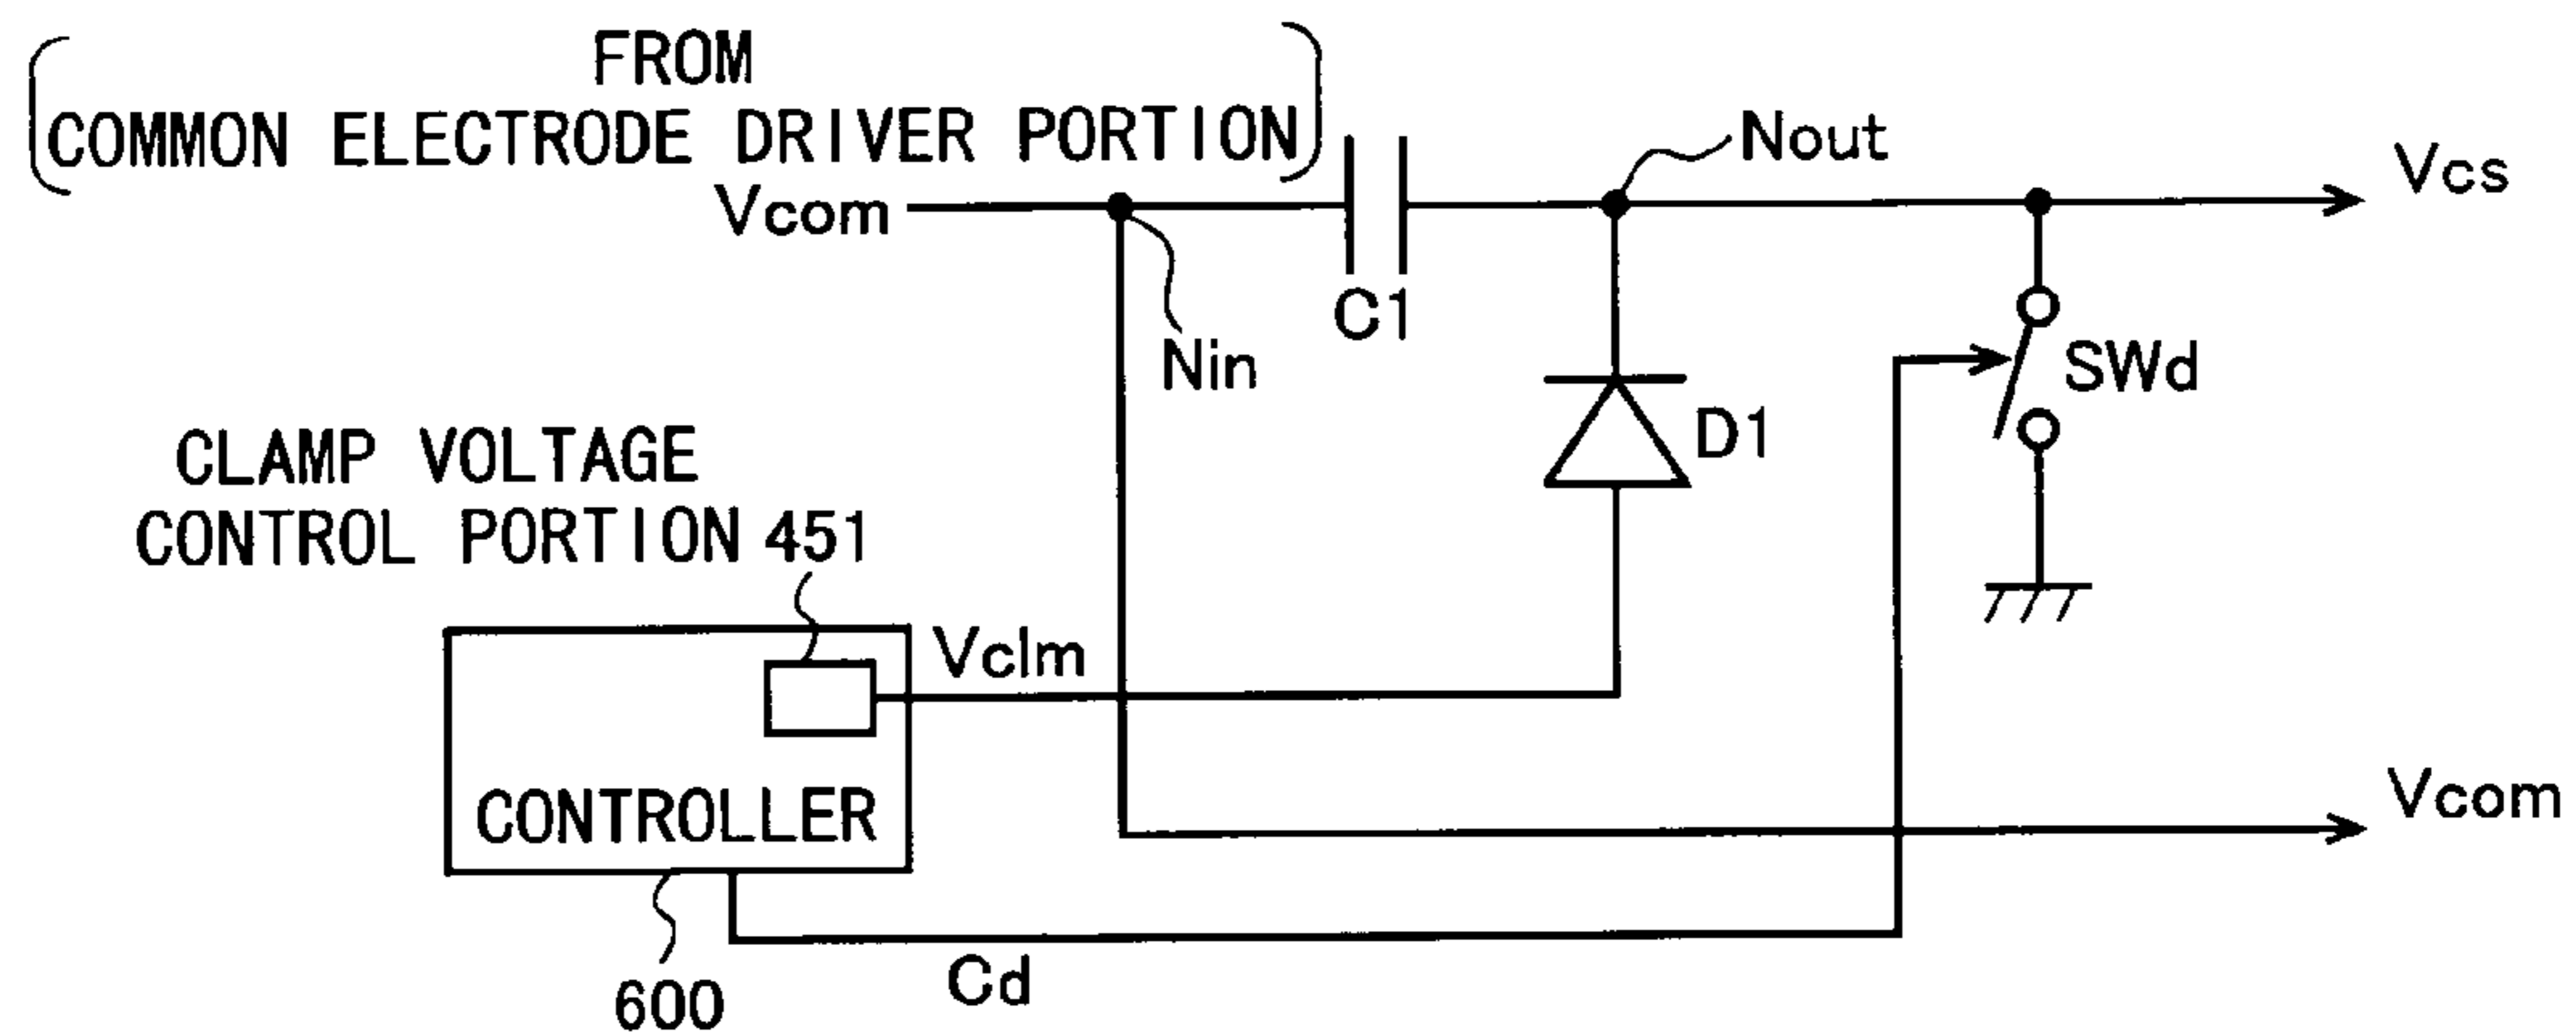 FROM
COMMON ELECTRODE DRIVER PORTION
Vcom
Nout
Vcs
C1
Nin
SWd
D1
CLAMP VOLTAGE
CONTROL PORTION 451
Vclm
CONTROLLER
Vcom
Cd
600